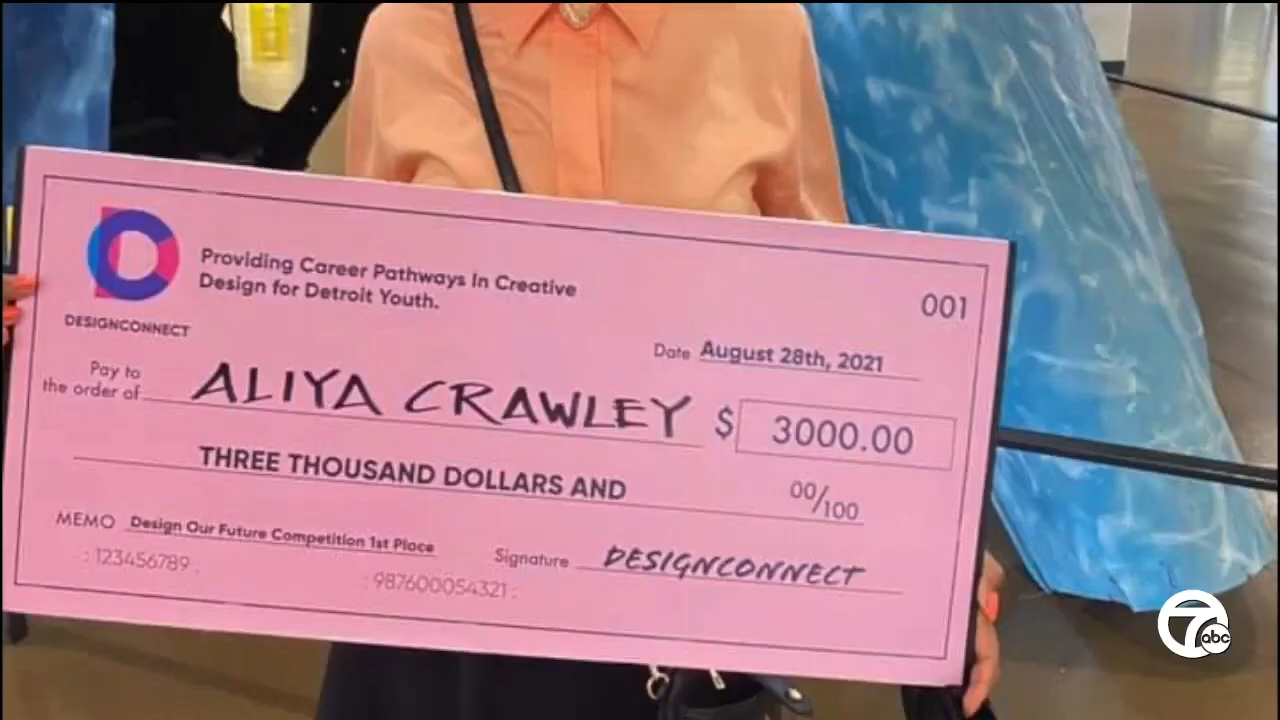 Providing Career Pathways In Creative
Design for Detroit Youth.
001
DESIGNCONNECT
Date August 28th, 2021
Pay to
the order of ALIYA CRAWLEY $ 3000.00
THREE THOUSAND DOLLARS AND 00/100
MEMO Design Our Future Competition 1st Place
Signature DESIGNCONNECT
: 123456789 .
: 987600054321 :
7 abc